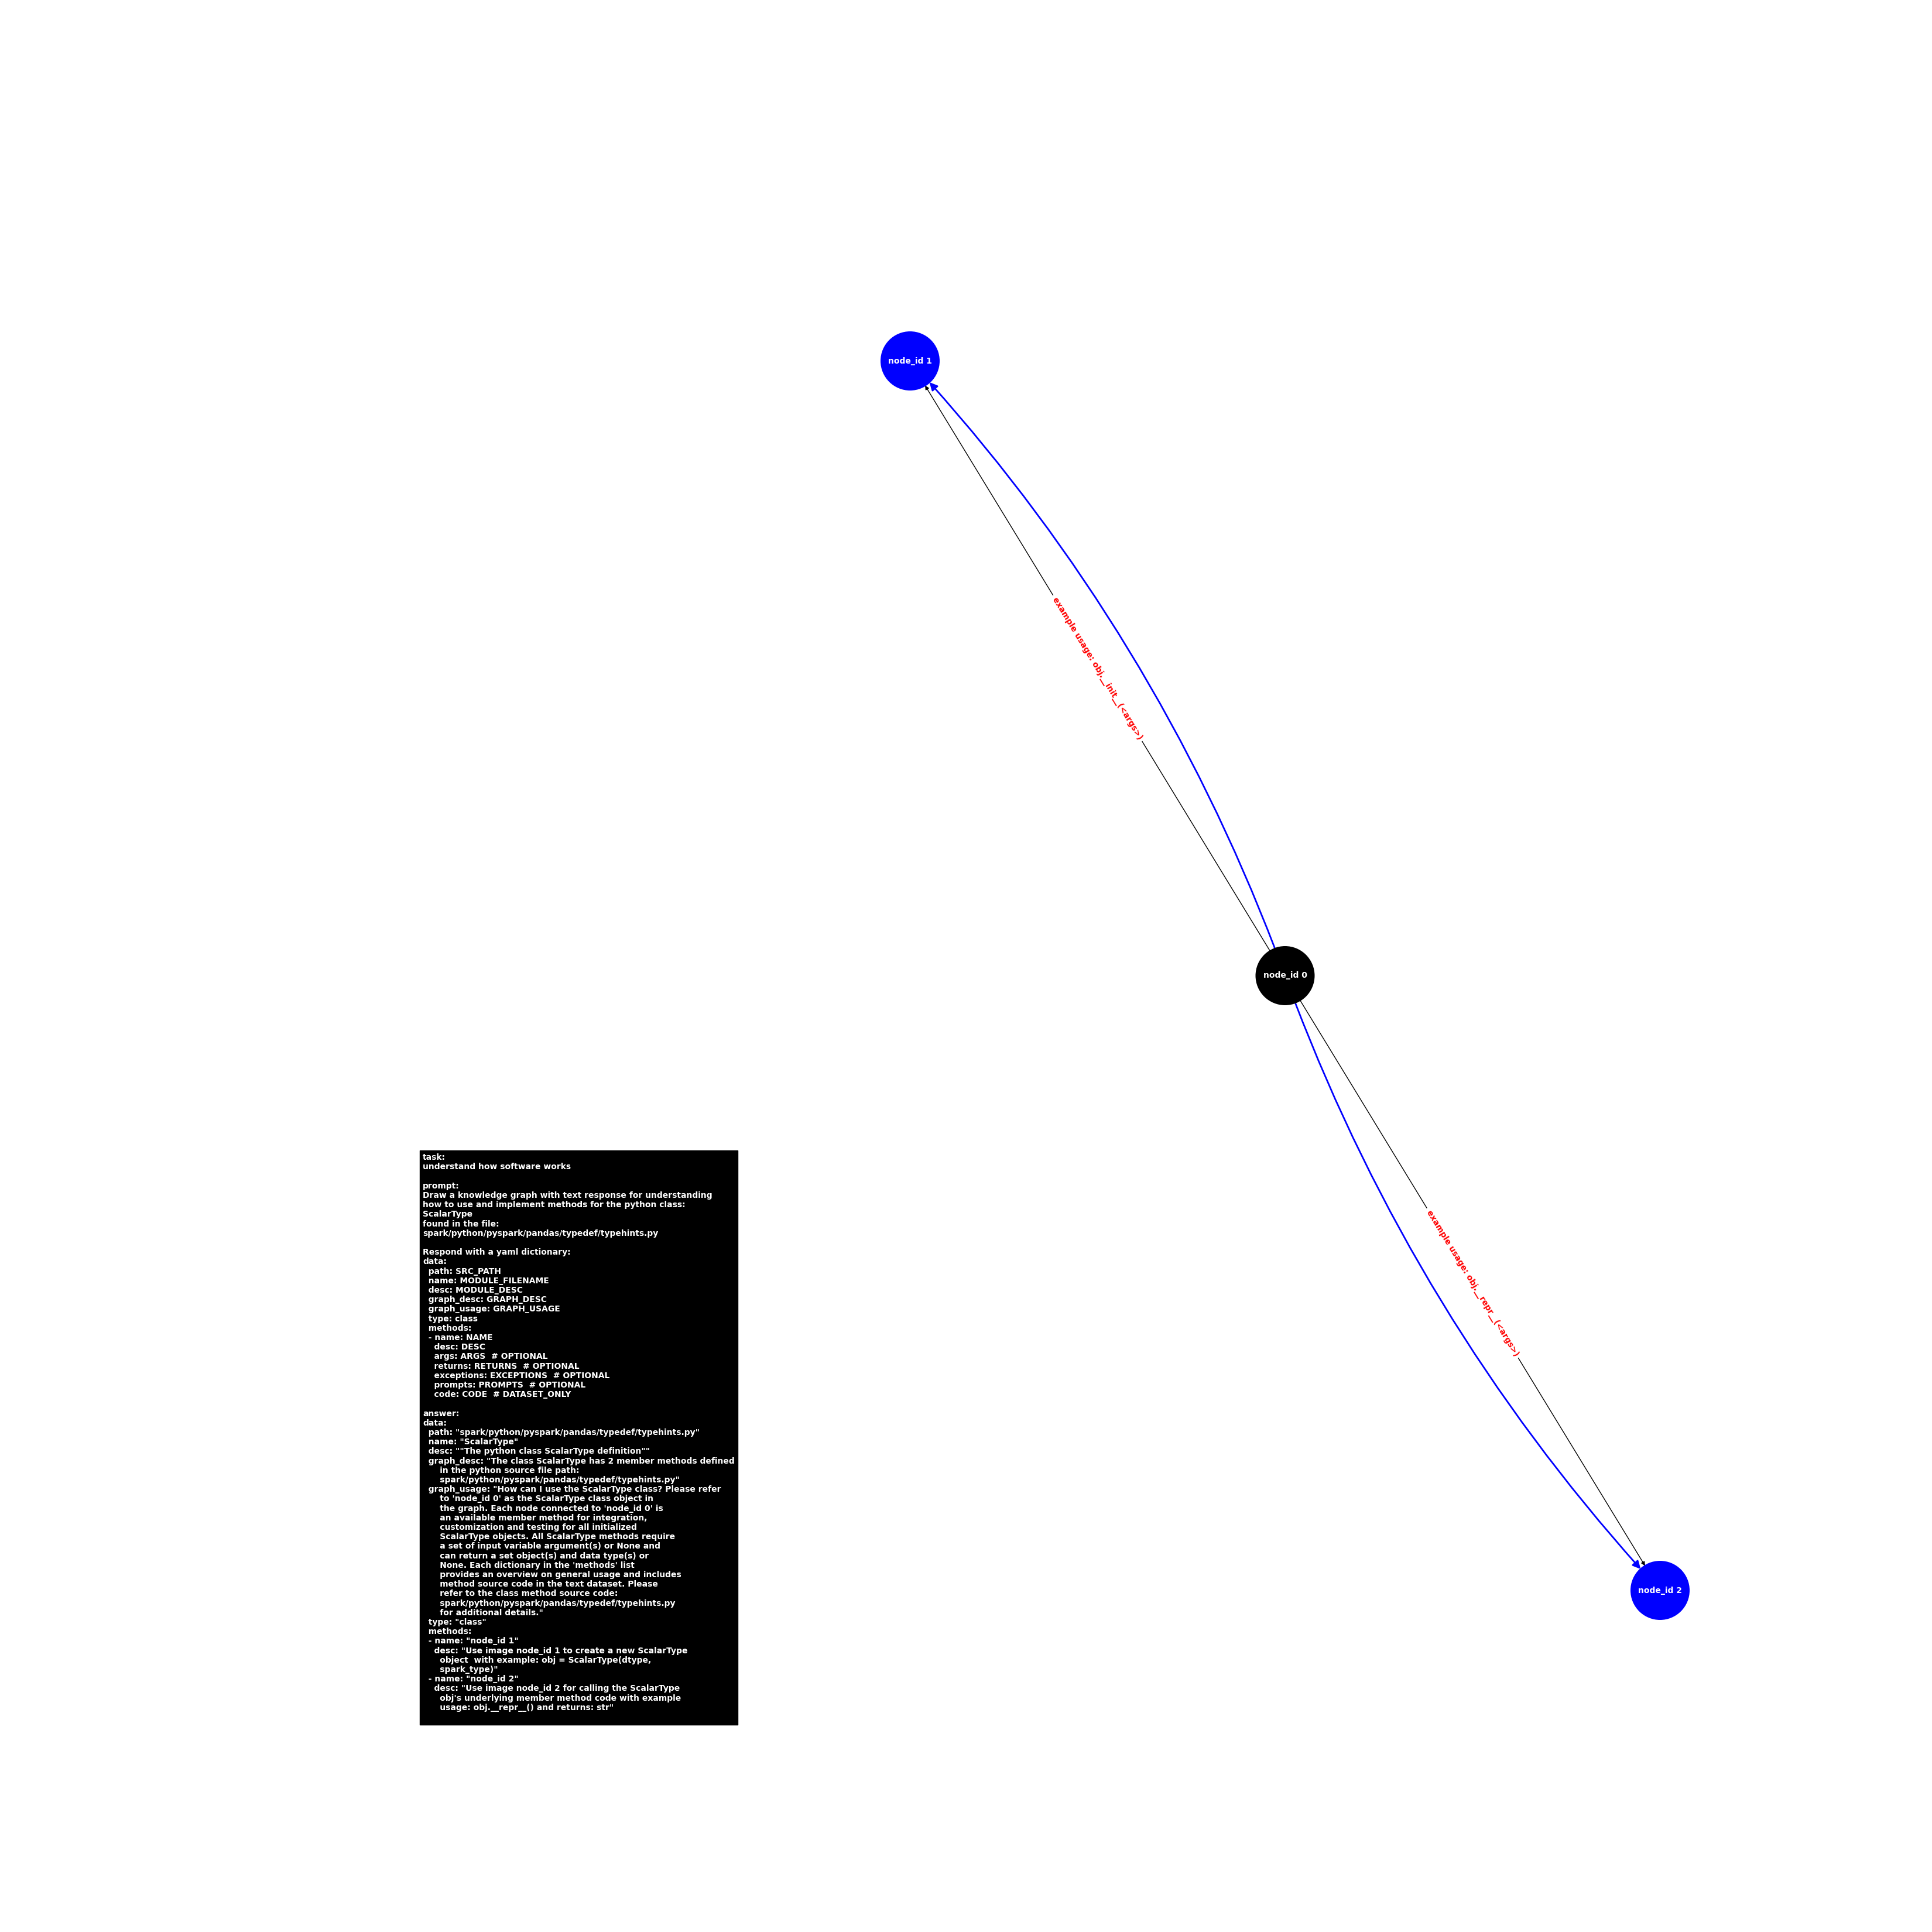 node_id 1
example usage: obj.__init__(<args>)
node_id 0
example usage: obj.__repr__(<args>)
node_id 2
task:
understand how software works

prompt:
Draw a knowledge graph with text response for understanding
how to use and implement methods for the python class:
ScalarType
found in the file:
spark/python/pyspark/pandas/typedef/typehints.py

Respond with a yaml dictionary:
data:
  path: SRC_PATH
  name: MODULE_FILENAME
  desc: MODULE_DESC
  graph_desc: GRAPH_DESC
  graph_usage: GRAPH_USAGE
  type: class
  methods:
  - name: NAME
    desc: DESC
    args: ARGS  # OPTIONAL
    returns: RETURNS  # OPTIONAL
    exceptions: EXCEPTIONS  # OPTIONAL
    prompts: PROMPTS  # OPTIONAL
    code: CODE  # DATASET_ONLY

answer:
data:
  path: "spark/python/pyspark/pandas/typedef/typehints.py"
  name: "ScalarType"
  desc: ""The python class ScalarType definition""
  graph_desc: "The class ScalarType has 2 member methods defined
      in the python source file path:
      spark/python/pyspark/pandas/typedef/typehints.py"
  graph_usage: "How can I use the ScalarType class? Please refer
      to 'node_id 0' as the ScalarType class object in
      the graph. Each node connected to 'node_id 0' is
      an available member method for integration,
      customization and testing for all initialized
      ScalarType objects. All ScalarType methods require
      a set of input variable argument(s) or None and
      can return a set object(s) and data type(s) or
      None. Each dictionary in the 'methods' list
      provides an overview on general usage and includes
      method source code in the text dataset. Please
      refer to the class method source code:
      spark/python/pyspark/pandas/typedef/typehints.py
      for additional details."
  type: "class"
  methods:
  - name: "node_id 1"
    desc: "Use image node_id 1 to create a new ScalarType
      object  with example: obj = ScalarType(dtype,
      spark_type)"
  - name: "node_id 2"
    desc: "Use image node_id 2 for calling the ScalarType
      obj's underlying member method code with example
      usage: obj.__repr__() and returns: str"